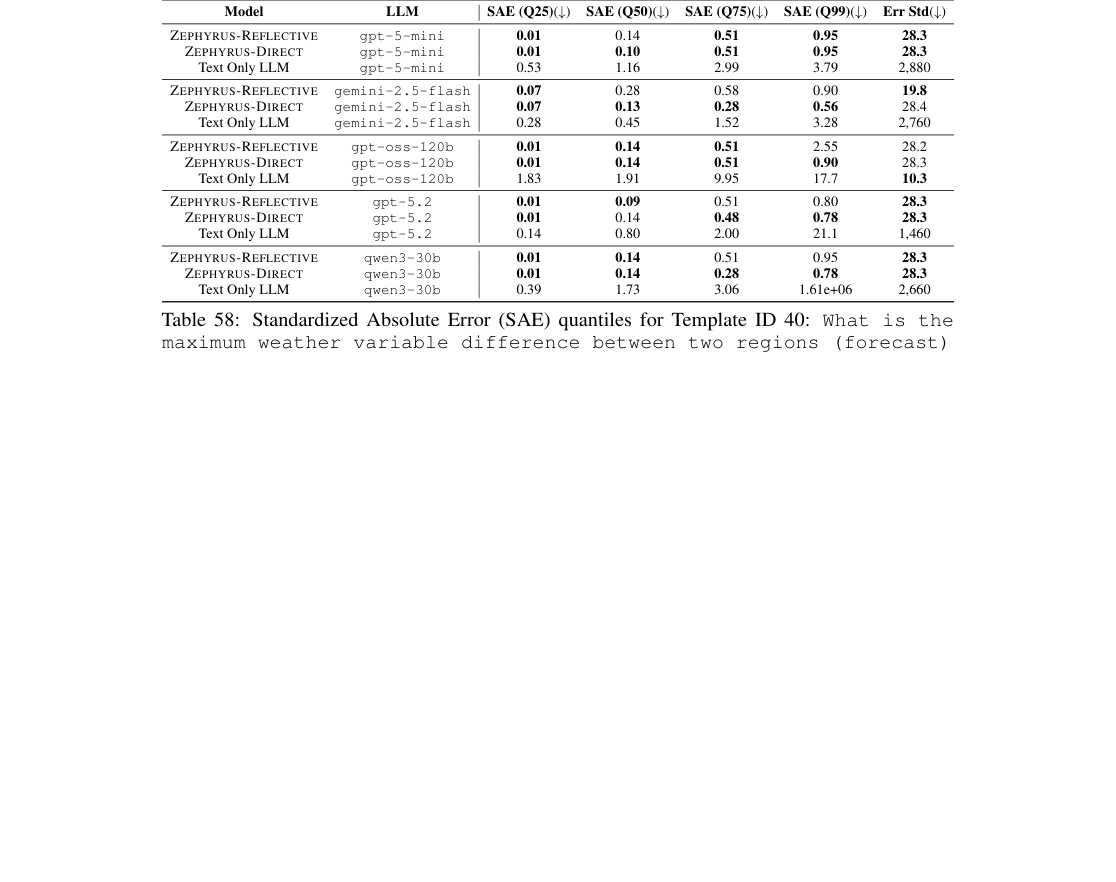 Model LLM SAE (Q25)(↓) SAE (Q50)(↓) SAE (Q75)(↓) SAE (Q99)(↓) Err Std(↓)
ZEPHYRUS-REFLECTIVE gpt-5-mini 0.01 0.14 0.51 0.95 28.3
ZEPHYRUS-DIRECT gpt-5-mini 0.01 0.10 0.51 0.95 28.3
Text Only LLM gpt-5-mini 0.53 1.16 2.99 3.79 2,880
ZEPHYRUS-REFLECTIVE gemini-2.5-flash 0.07 0.28 0.58 0.90 19.8
ZEPHYRUS-DIRECT gemini-2.5-flash 0.07 0.13 0.28 0.56 28.4
Text Only LLM gemini-2.5-flash 0.28 0.45 1.52 3.28 2,760
ZEPHYRUS-REFLECTIVE gpt-oss-120b 0.01 0.14 0.51 2.55 28.2
ZEPHYRUS-DIRECT gpt-oss-120b 0.01 0.14 0.51 0.90 28.3
Text Only LLM gpt-oss-120b 1.83 1.91 9.95 17.7 10.3
ZEPHYRUS-REFLECTIVE gpt-5.2 0.01 0.09 0.51 0.80 28.3
ZEPHYRUS-DIRECT gpt-5.2 0.01 0.14 0.48 0.78 28.3
Text Only LLM gpt-5.2 0.14 0.80 2.00 21.1 1,460
ZEPHYRUS-REFLECTIVE qwen3-30b 0.01 0.14 0.51 0.95 28.3
ZEPHYRUS-DIRECT qwen3-30b 0.01 0.14 0.28 0.78 28.3
Text Only LLM qwen3-30b 0.39 1.73 3.06 1.61e+06 2,660
Table 58: Standardized Absolute Error (SAE) quantiles for Template ID 40: What is the
maximum weather variable difference between two regions (forecast)